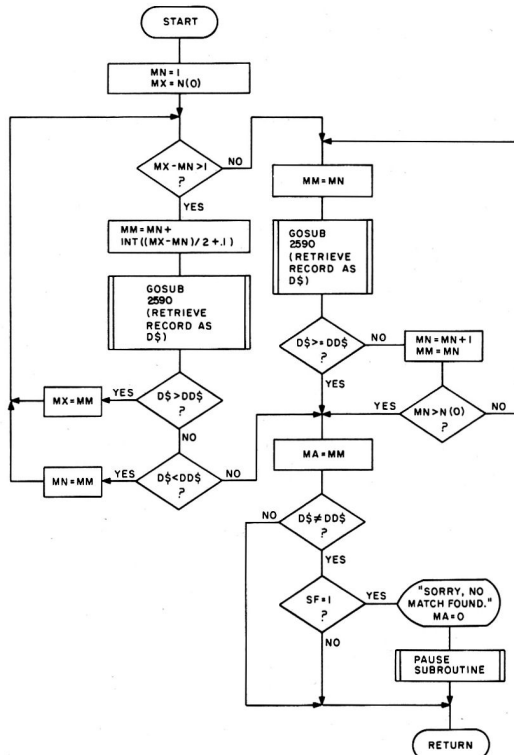 START
MN=1
MX=N(0)
MX-MN>1
?
NO
YES
MM=MN+
INT((MX-MN)/2+.1)
GOSUB
2590
(RETRIEVE
RECORD AS
D$)
D$>DD$
?
YES
MX=MM
NO
D$<DD$
?
YES
MN=MM
NO
MM=MN
GOSUB
2590
(RETRIEVE
RECORD AS
D$)
D$>=DD$
?
NO
MN=MN+1
MM=MN
YES
MN>N(0)
?
YES
NO
MA=MM
D$≠DD$
?
NO
YES
SF=1
?
YES
"SORRY, NO
MATCH FOUND."
MA=0
NO
PAUSE
SUBROUTINE
RETURN